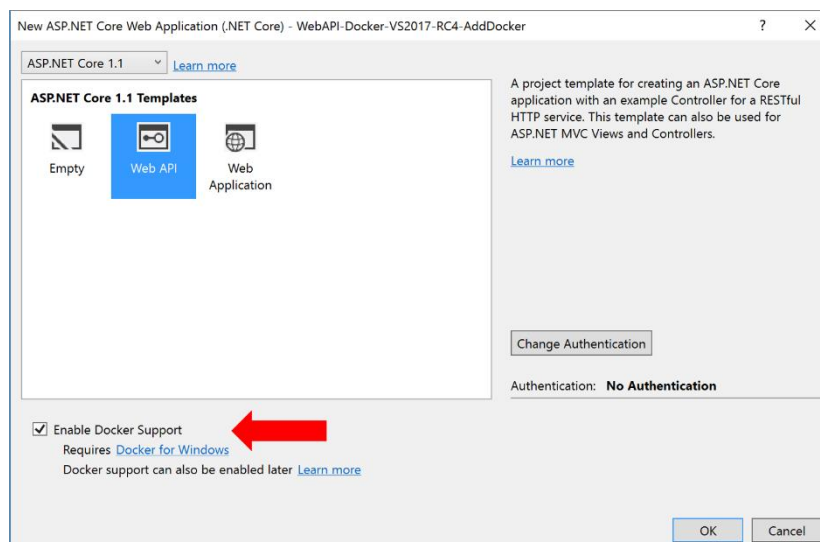 New ASP.NET Core Web Application (.NET Core) - WebAPI-Docker-VS2017-RC4-AddDocker
ASP.NET Core 1.1 Learn more
ASP.NET Core 1.1 Templates
Empty
Web API
Web
Application
A project template for creating an ASP.NET Core
application with an example Controller for a RESTful
HTTP service. This template can also be used for
ASP.NET MVC Views and Controllers.
Learn more
Change Authentication
Authentication: No Authentication
Enable Docker Support
Requires Docker for Windows
Docker support can also be enabled later Learn more
OK
Cancel